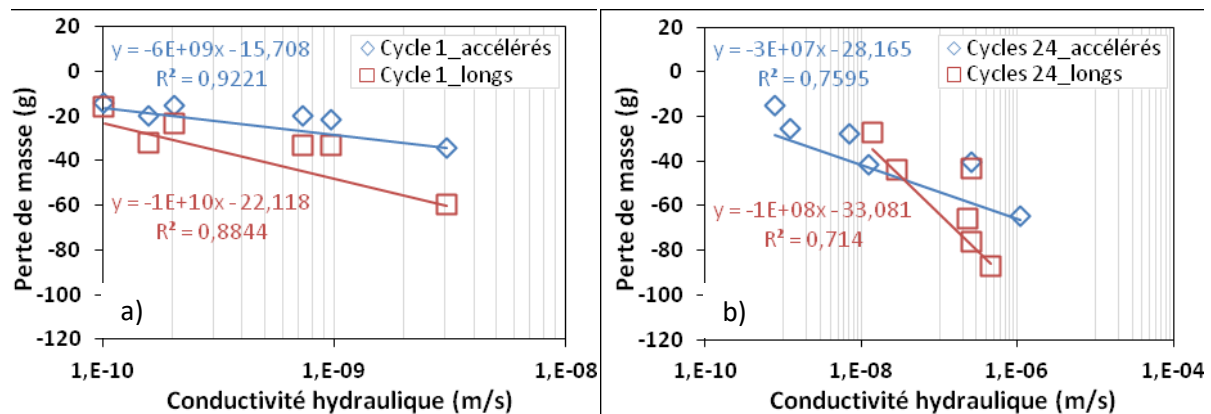 20
0
-20
-40
-60
-80
-100
-120
Perte de masse (g)
y = -6E+09x - 15,708
R² = 0,9221
Cycle 1_accélérés
Cycle 1_longs
y = -1E+10x - 22,118
R² = 0,8844
a)
1,E-10
1,E-09
1,E-08
Conductivité hydraulique (m/s)
20
0
-20
-40
-60
-80
-100
-120
Perte de masse (g)
y = -3E+07x - 28,165
R² = 0,7595
Cycles 24_accélérés
Cycles 24_longs
y = -1E+08x - 33,081
R² = 0,714
b)
1,E-10
1,E-08
1,E-06
1,E-04
Conductivité hydraulique (m/s)